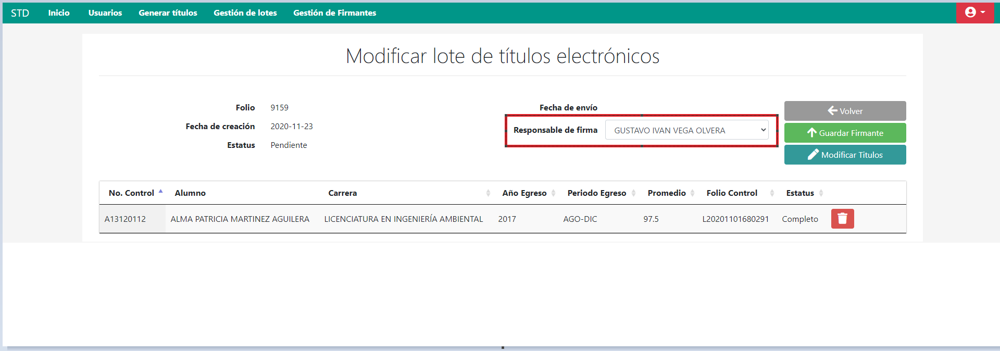 STD Inicio Usuarios Generar títulos Gestión de lotes Gestión de Firmantes
Modificar lote de títulos electrónicos
Folio 9159
Fecha de creación 2020-11-23
Estatus Pendiente
Fecha de envío
Responsable de firma GUSTAVO IVAN VEGA OLVERA
Volver
Guardar Firmante
Modificar Titulos
No. Control Alumno Carrera Año Egreso Periodo Egreso Promedio Folio Control Estatus
A13120112 ALMA PATRICIA MARTINEZ AGUILERA LICENCIATURA EN INGENIERÍA AMBIENTAL 2017 AGO-DIC 97.5 L20201101680291 Completo